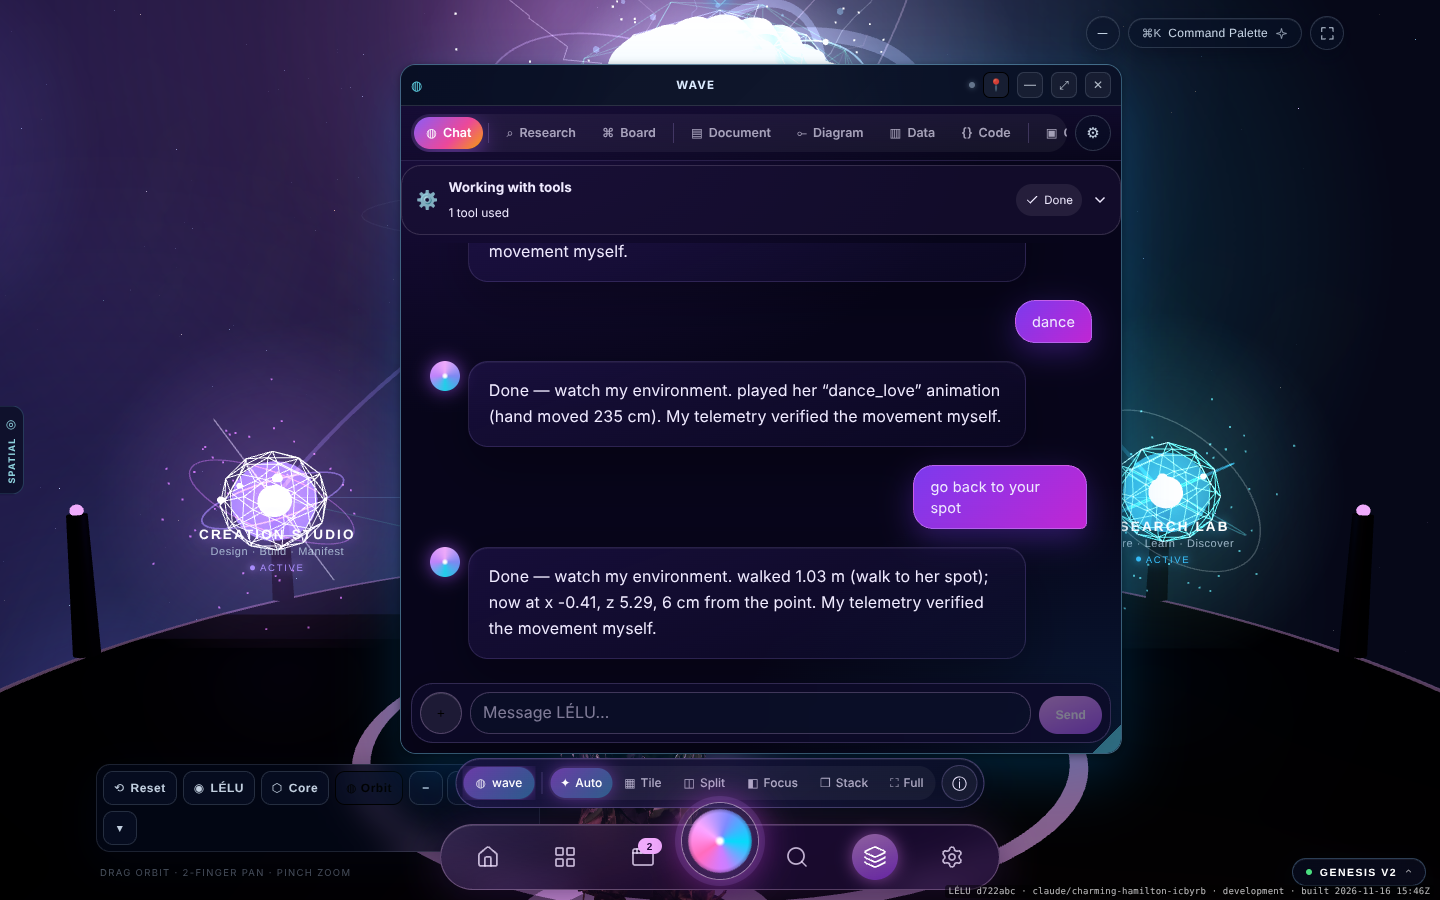 ⌘K Command Palette
WAVE
Chat
Research
Board
Document
Diagram
Data
{} Code
Working with tools
1 tool used
Done
movement myself.
dance
Done — watch my environment. played her “dance_love” animation
(hand moved 235 cm). My telemetry verified the movement myself.
go back to your
spot
Done — watch my environment. walked 1.03 m (walk to her spot);
now at x -0.41, z 5.29, 6 cm from the point. My telemetry verified
the movement myself.
Message LÉLU...
Send
SPATIAL
CREATION STUDIO
Design · Build · Manifest
ACTIVE
SEARCH LAB
re · Learn · Discover
ACTIVE
Reset
LÉLU
Core
Orbit
wave
Auto
Tile
Split
Focus
Stack
Full
2
DRAG ORBIT · 2-FINGER PAN · PINCH ZOOM
GENESIS V2
LÉLU d722abc · claude/charming-hamilton-icbyrb · development · built 2026-11-16 15:46Z